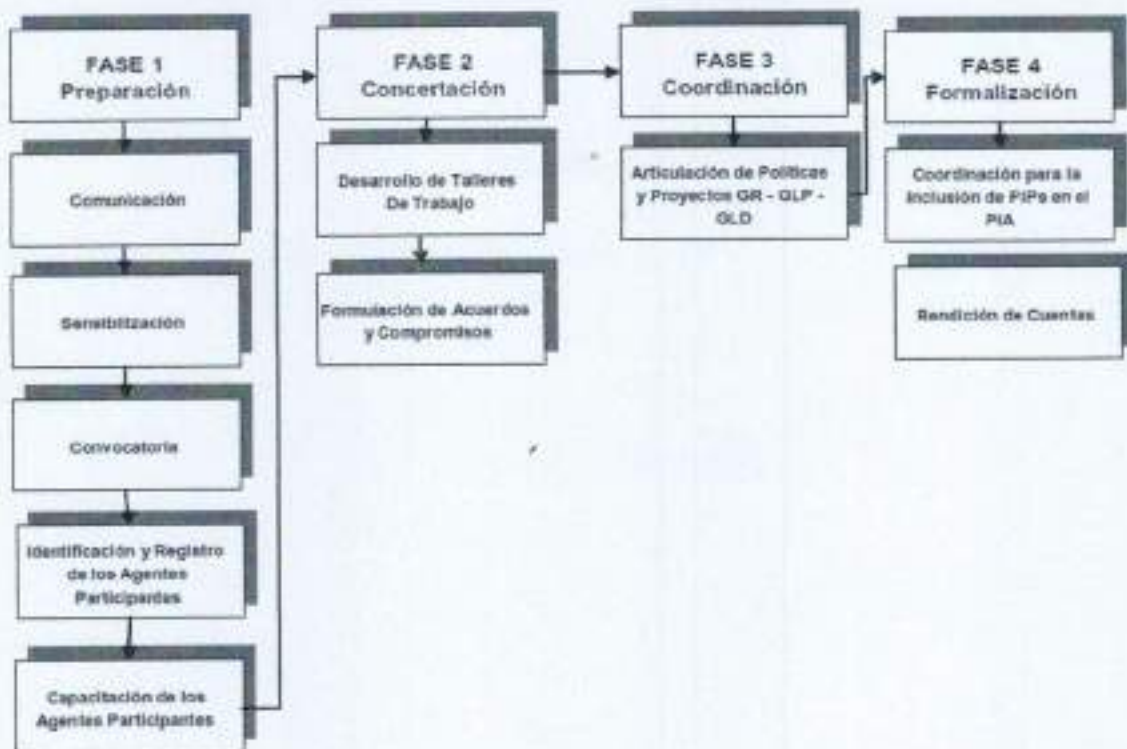 FASE 1
Preparación
Comunicación
Sensibilización
Convocatoria
Identificación y Registro
de los Agentes
Participantes
Capacitación de los
Agentes Participantes
FASE 2
Concertación
Desarrollo de Talleres
De Trabajo
Formulación de Acuerdos
y Compromisos
FASE 3
Coordinación
Articulación de Políticas
y Proyectos GR - GLP -
GLD
FASE 4
Formalización
Coordinación para la
Inclusión de PIPs en el
PIA
Rendición de Cuentas